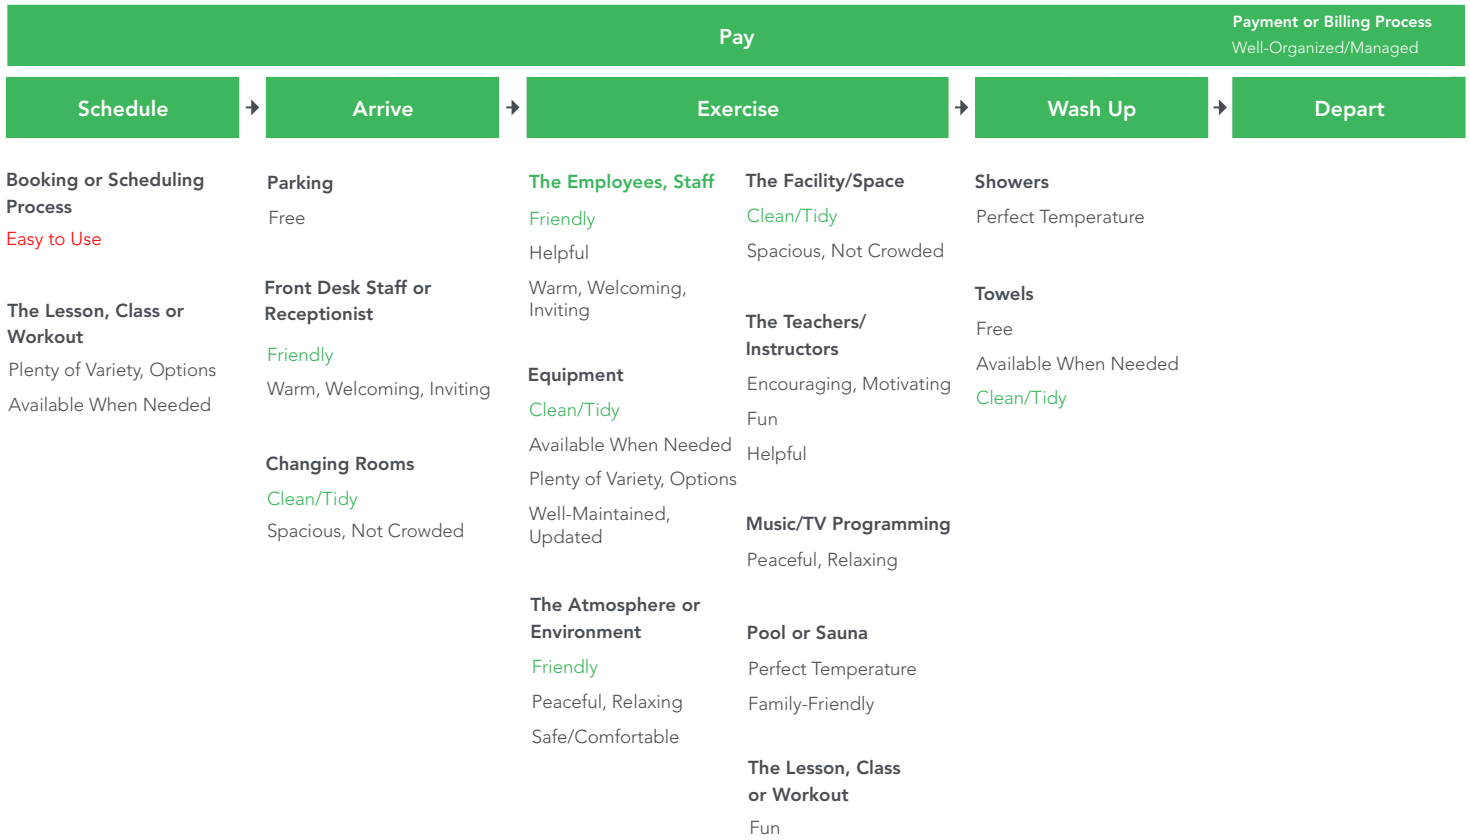 Pay
Payment or Billing Process
Well-Organized/Managed
Schedule
Arrive
Exercise
Wash Up
Depart
Booking or Scheduling
Process
Easy to Use
The Lesson, Class or
Workout
Plenty of Variety, Options
Available When Needed
Parking
Free
Front Desk Staff or
Receptionist
Friendly
Warm, Welcoming, Inviting
Changing Rooms
Clean/Tidy
Spacious, Not Crowded
The Employees, Staff
Friendly
Helpful
Warm, Welcoming,
Inviting
Equipment
Clean/Tidy
Available When Needed
Plenty of Variety, Options
Well-Maintained,
Updated
The Atmosphere or
Environment
Friendly
Peaceful, Relaxing
Safe/Comfortable
The Facility/Space
Clean/Tidy
Spacious, Not Crowded
The Teachers/
Instructors
Encouraging, Motivating
Fun
Helpful
Music/TV Programming
Peaceful, Relaxing
Pool or Sauna
Perfect Temperature
Family-Friendly
The Lesson, Class
or Workout
Fun
Showers
Perfect Temperature
Towels
Free
Available When Needed
Clean/Tidy